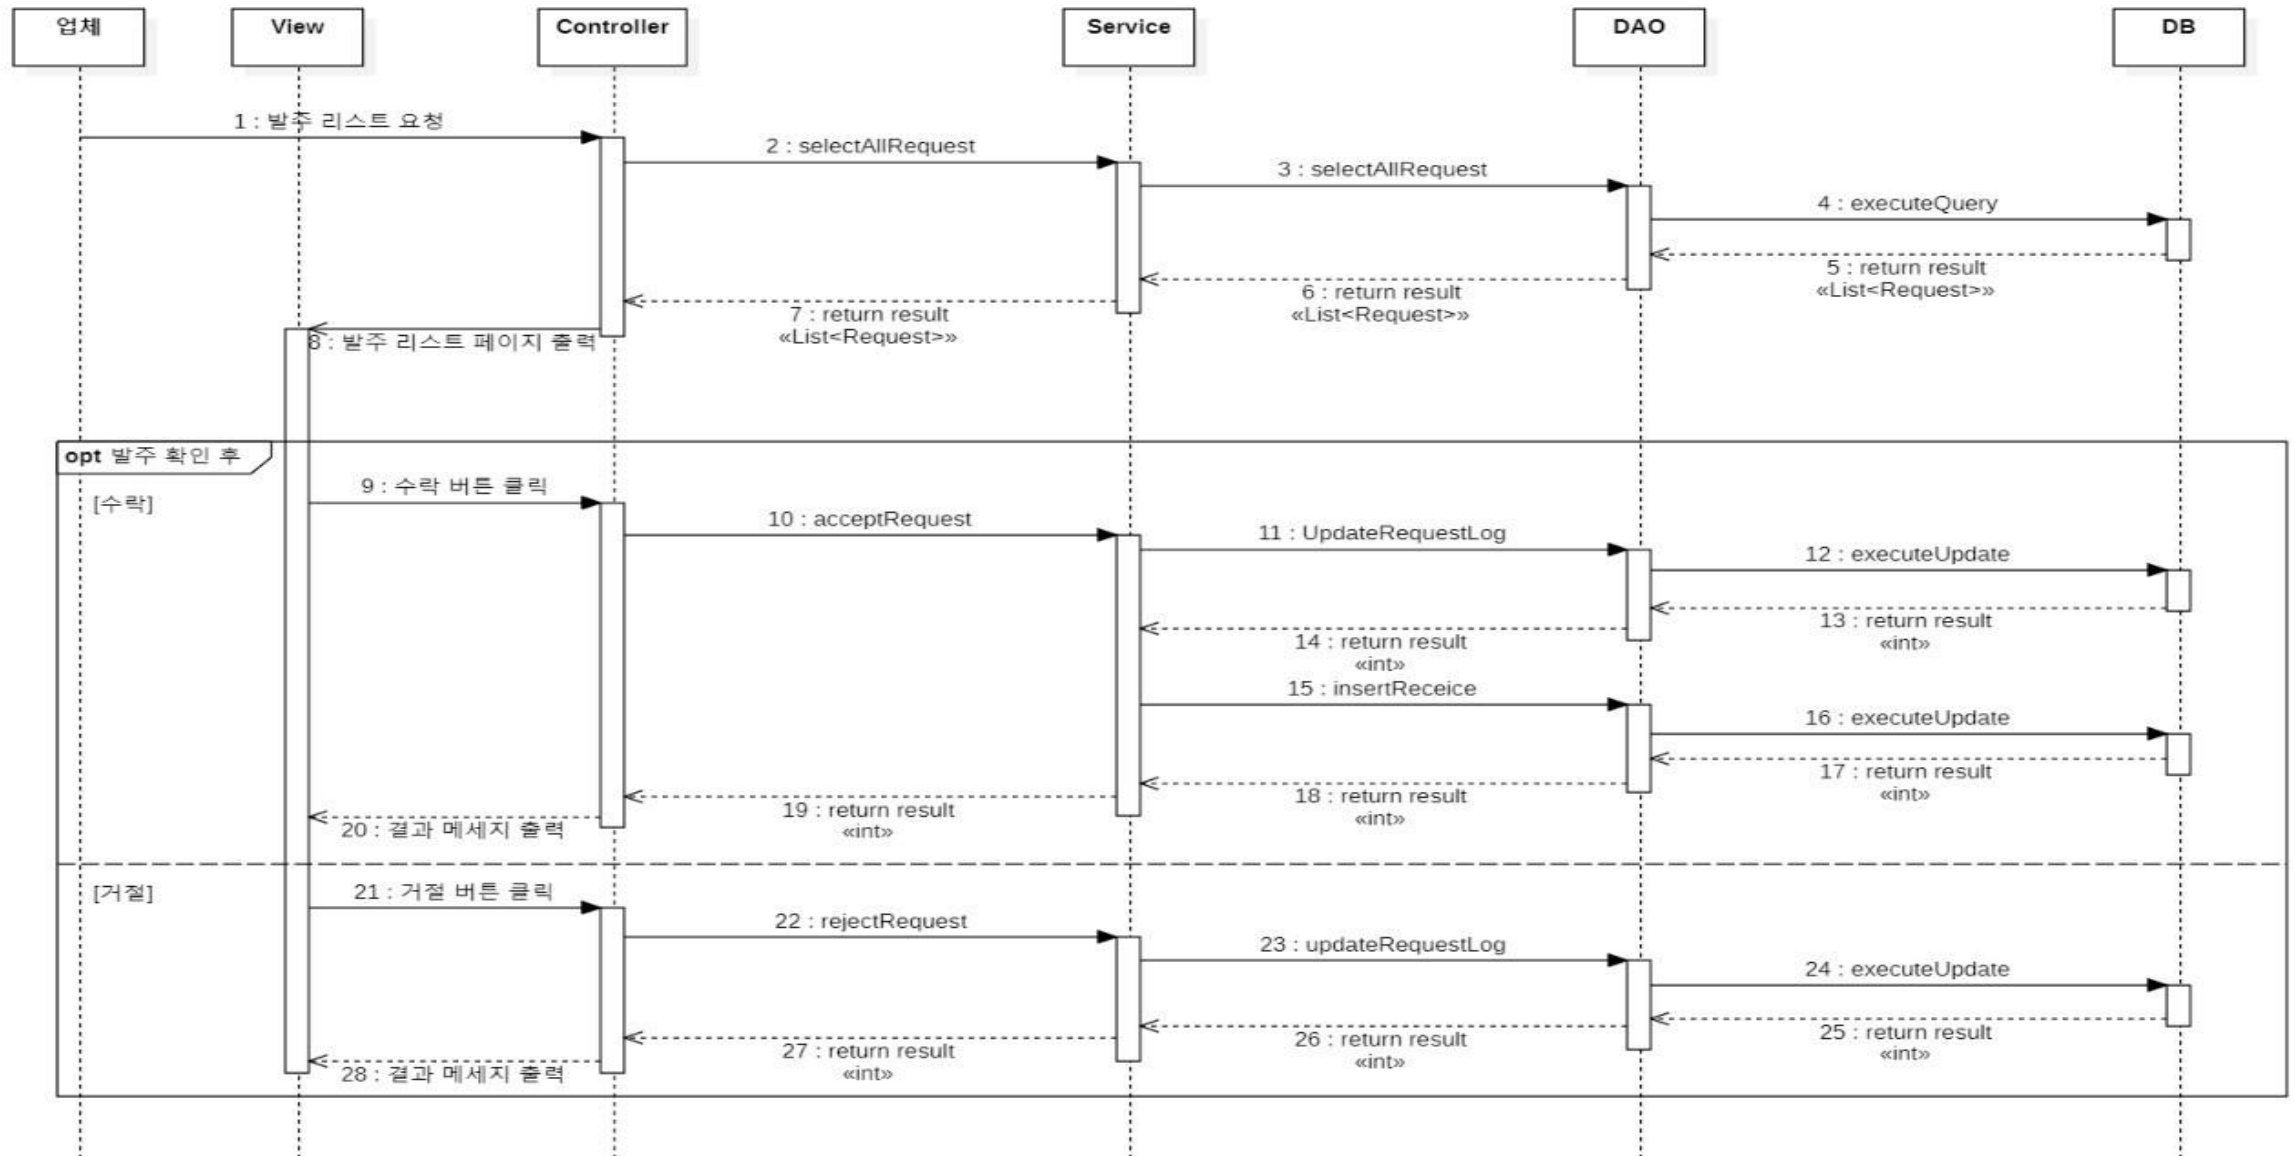 업체
View
Controller
Service
DAO
DB
1 : 발주 리스트 요청
2 : selectAllRequest
3 : selectAllRequest
4 : executeQuery
5 : return result
«List<Request>»
6 : return result
«List<Request>»
7 : return result
«List<Request>»
8 : 발주 리스트 페이지 출력
opt 발주 확인 후
[수락]
9 : 수락 버튼 클릭
10 : acceptRequest
11 : UpdateRequestLog
12 : executeUpdate
13 : return result
«int»
14 : return result
«int»
15 : insertReceice
16 : executeUpdate
17 : return result
«int»
18 : return result
«int»
19 : return result
«int»
20 : 결과 메세지 출력
[거절]
21 : 거절 버튼 클릭
22 : rejectRequest
23 : updateRequestLog
24 : executeUpdate
25 : return result
«int»
26 : return result
«int»
27 : return result
«int»
28 : 결과 메세지 출력